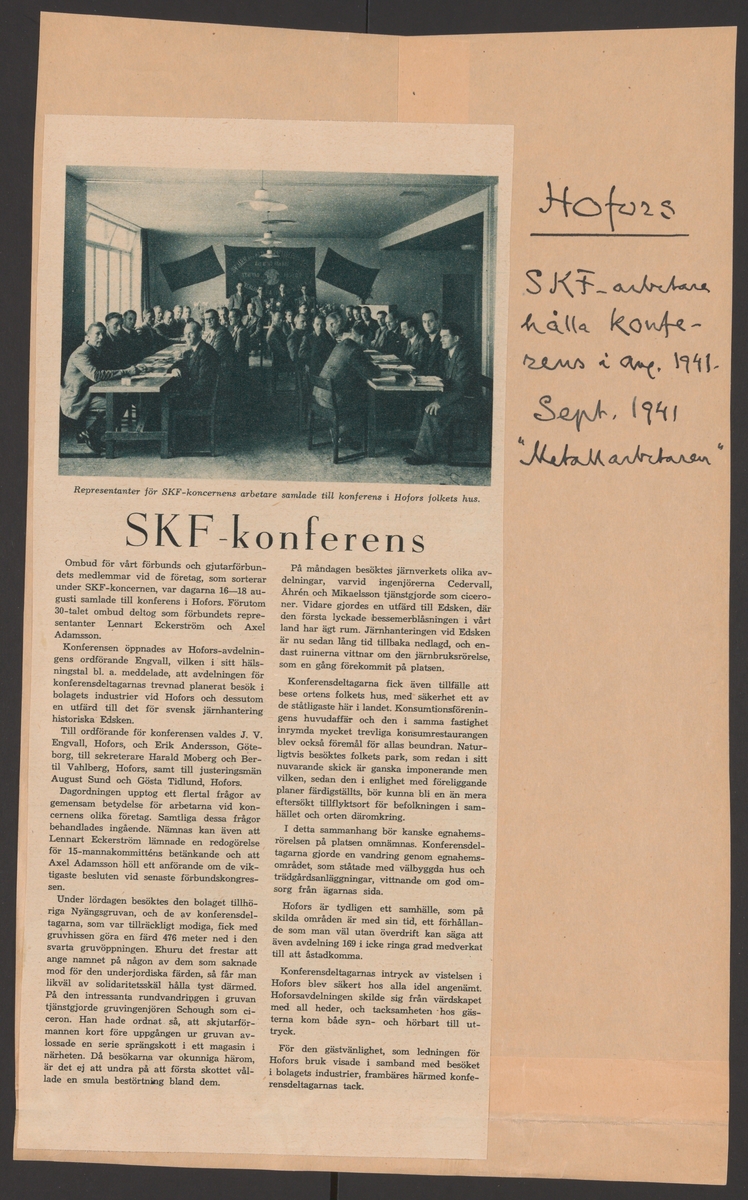 Representanter för SKF-koncernens arbetare samlade till konferens i Hofors folkets hus.
SKF-konferens
Ombud för vårt förbunds och gjutarförbun-
dets medlemmar vid de företag, som sorterar
under SKF-koncernen, var dagarna 16—18 au-
gusti samlade till konferens i Hofors. Förutom
30-talet ombud deltog som förbundets repre-
sentanter Lennart Eckerström och Axel
Adamsson.
Konferensen öppnades av Hofors-avdelnin-
gens ordförande Engvall, vilken i sitt häls-
ningstal bl. a. meddelade, att avdelningen för
konferensdeltagarnas trevnad planerat besök i
bolagets industrier vid Hofors och dessutom
en utfärd till det för svensk järnhantering
historiska Edsken.
Till ordförande för konferensen valdes J. V.
Engvall, Hofors, och Erik Andersson, Göte-
borg, till sekreterare Harald Moberg och Ber-
til Vahlberg, Hofors, samt till justeringsmän
August Sund och Gösta Tidlund, Hofors.
Dagordningen upptog ett flertal frågor av
gemensam betydelse för arbetarna vid kon-
cernens olika företag. Samtliga dessa frågor
behandlades ingående. Nämnas kan även att
Lennart Eckerström lämnade en redogörelse
för 15-mannakommitténs betänkande och att
Axel Adamsson höll ett anförande om de vik-
tigaste besluten vid senaste förbundskongres-
sen.
Under lördagen besöktes den bolaget tillhö-
riga Nyängsgruvan, och de av konferensdel-
tagarna, som var tillräckligt modiga, fick med
gruvhissen göra en färd 476 meter ned i den
svarta gruvöppningen. Ehuru det frestar att
ange namnet på någon av dem som saknade
mod för den underjordiska färden, så får man
likväl av solidaritetsskäl hålla tyst därmed.
På den intressanta rundvandringen i gruvan
tjänstgjorde gruvingenjören Schough som ci-
ceron. Han hade ordnat så, att skjutarför-
mannen kort före uppgången ur gruvan av-
lossade en serie sprängskott i ett magasin i
närheten. Då besökarna var okunniga härom,
är det ej att undra på att första skottet vål-
lade en smula bestörtning bland dem.
På måndagen besöktes järnverkets olika av-
delningar, varvid ingenjörerna Cedervall,
Åhrén och Mikaelsson tjänstgjorde som cicero-
ner. Vidare gjordes en utfärd till Edsken, där
den första lyckade bessemerblåsningen i vårt
land har ägt rum. Järnhanteringen vid Edsken
är nu sedan lång tid tillbaka nedlagd, och en-
dast ruinerna vittnar om den järnbruksrörelse,
som en gång förekommit på platsen.
Konferensdeltagarna fick även tillfälle att
bese ortens folkets hus, med säkerhet ett av
de ståtligaste här i landet. Konsumtionsförenin-
gens huvudaffär och den i samma fastighet
inrymda mycket trevliga konsumrestaurangen
blev också föremål för allas beundran. Natur-
ligtvis besöktes folkets park, som redan i sitt
nuvarande skick är ganska imponerande men
vilken, sedan den i enlighet med föreliggande
planer färdigställts, bör kunna bli en än mera
eftersökt tillflyktsort för befolkningen i sam-
hället och orten däromkring.
I detta sammanhang bör kanske egnahems-
rörelsen på platsen omnämnas. Konferensdel-
tagarna gjorde en vandring genom egnahems-
området, som ståtade med välbyggda hus och
trädgårdsanläggningar, vittnande om god om-
sorg från ägarnas sida.
Hofors är tydligen ett samhälle, som på
skilda områden är med sin tid, ett förhållan-
de som man väl utan överdrift kan säga att
även avdelning 169 i icke ringa grad medverkat
till att åstadkomma.
Konferensdeltagarnas intryck av vistelsen i
Hofors blev säkert hos alla idel angenämt.
Hoforsavdelningen skilde sig från värdskapet
med all heder, och tacksamheten hos gäs-
terna kom både syn- och hörbart till ut-
tryck.
För den gästvänlighet, som ledningen för
Hofors bruk visade i samband med besöket
i bolagets industrier, frambäres härmed konfe-
rensdeltagarnas tack.
Hofors
SKF-arbetare
hålla konfe-
rens i aug. 1941.
Sept. 1941
"Metallarbetaren"